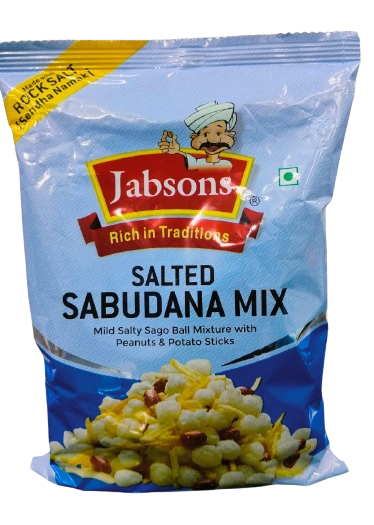 Made with
ROCK SALT
(Sendha Namak)
Jabsons
®
Rich in Traditions
SALTED
SABUDANA MIX
Mild Salty Sago Ball Mixture with
Peanuts & Potato Sticks